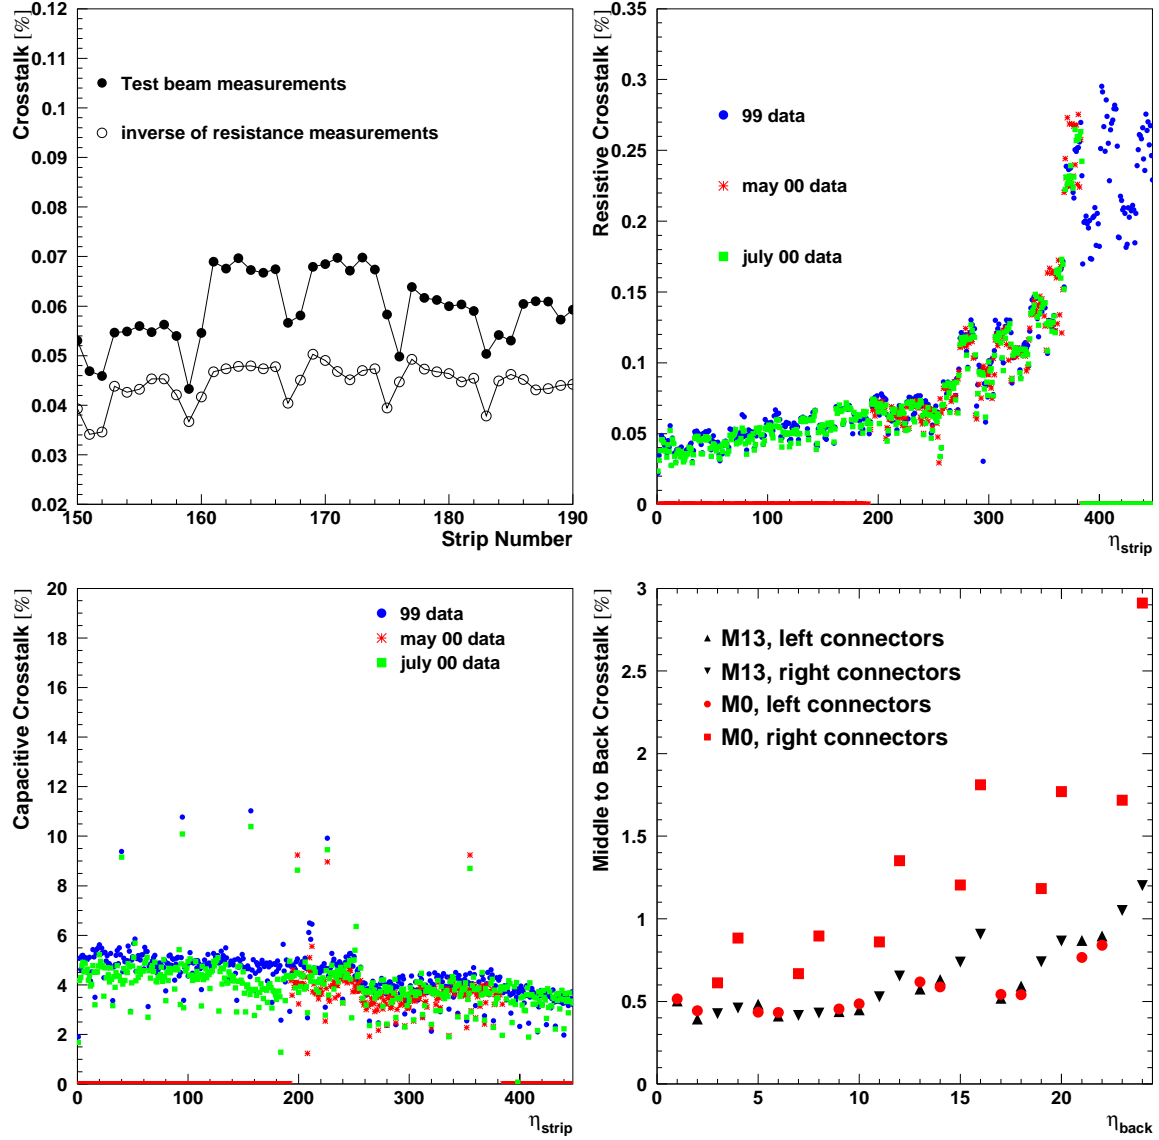 Crosstalk [%]
0.12
0.11
0.1
0.09
0.08
0.07
0.06
0.05
0.04
0.03
0.02
Test beam measurements
inverse of resistance measurements
150 160 170 180 190
Strip Number
Resistive Crosstalk [%]
0.35
0.3
0.25
0.2
0.15
0.1
0.05
0
99 data
may 00 data
july 00 data
0 100 200 300 400
ηstrip
Capacitive Crosstalk [%]
20
18
16
14
12
10
8
6
4
2
0
99 data
may 00 data
july 00 data
0 100 200 300 400
ηstrip
Middle to Back Crosstalk [%]
3
2.5
2
1.5
1
0.5
0
M13, left connectors
M13, right connectors
M0, left connectors
M0, right connectors
0 5 10 15 20
ηback